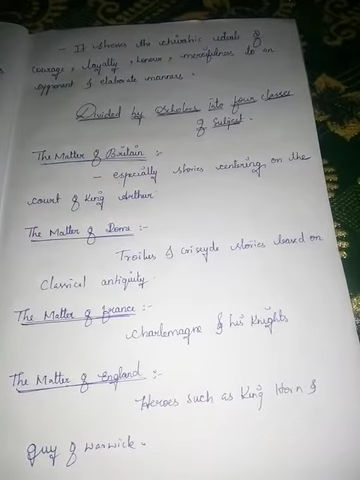 - It shows the chivalric ideals of
courage, loyalty, honour, mercifulness to an
opponent & elaborate manners.
Divided by Scholars into four classes
of Subject.
The Matter of Britain :-
- especially stories centering on the
court of King Arthur
The Matter of Rome :-
Troilus & criseyde stories based on
Classical antiquity.
The Matter of France :-
Charlemagne & his Knights
The Matter of England :-
Heroes such as King Horn &
Guy of Warwick.